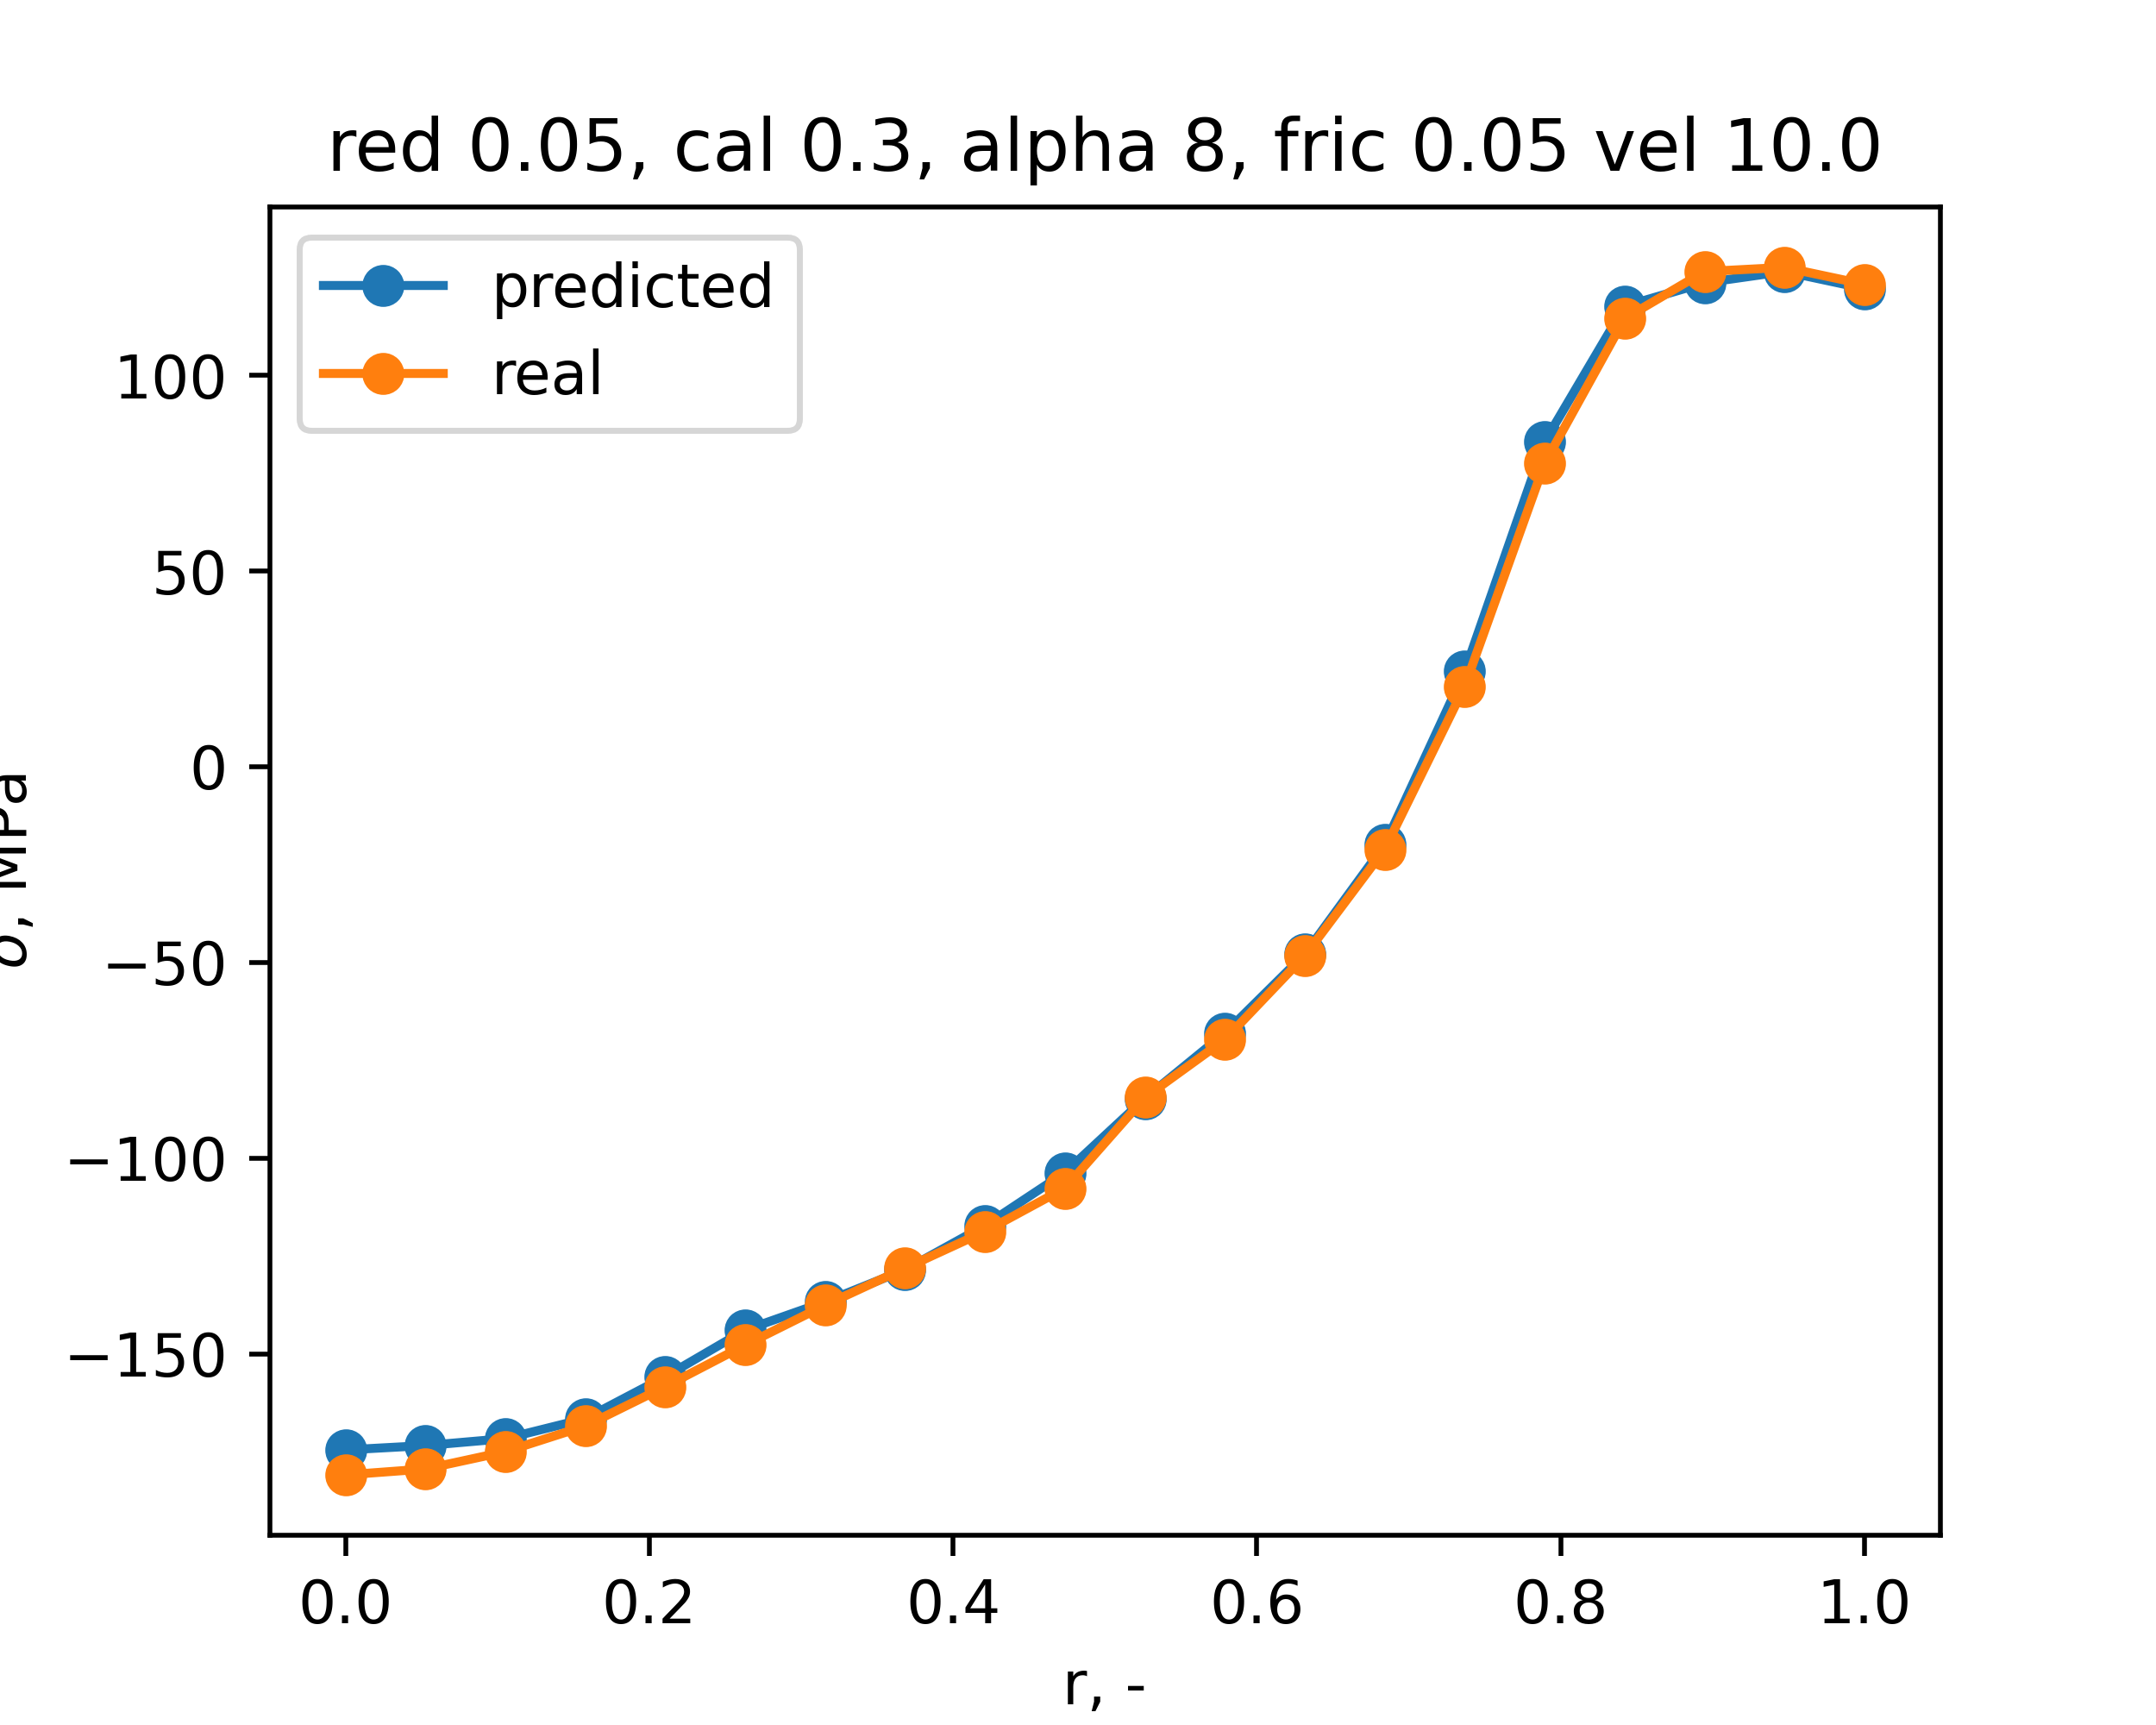 red 0.05, cal 0.3, alpha 8, fric 0.05 vel 10.0
predicted
real
100
50
0
−50
−100
−150
σ, MPa
0.0 0.2 0.4 0.6 0.8 1.0
r, -